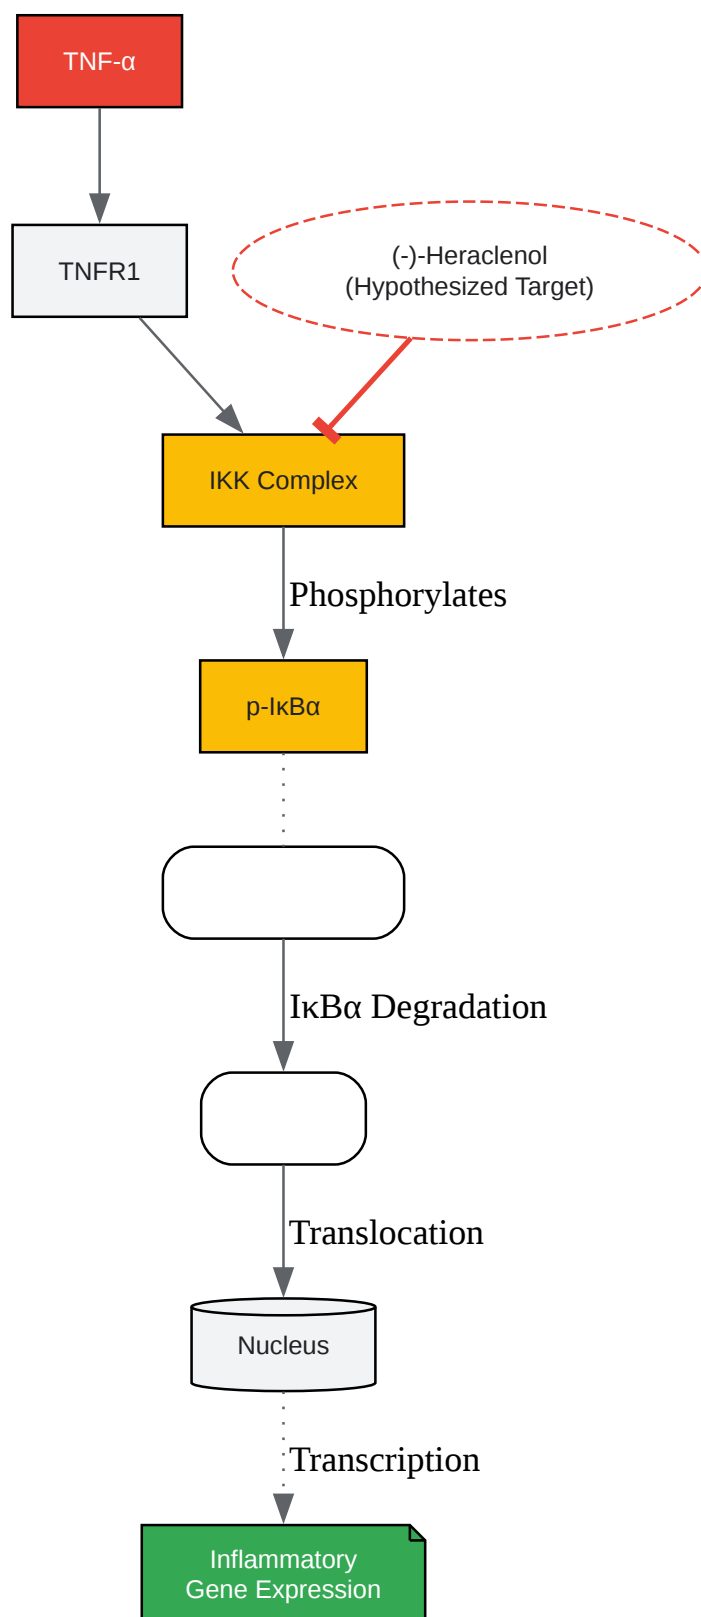 TNF-α
(-)-Heraclenol
(Hypothesized Target)
TNFR1
IKK Complex
Phosphorylates
p-IκBα
IκBα Degradation
Translocation
Nucleus
Transcription
Inflammatory
Gene Expression